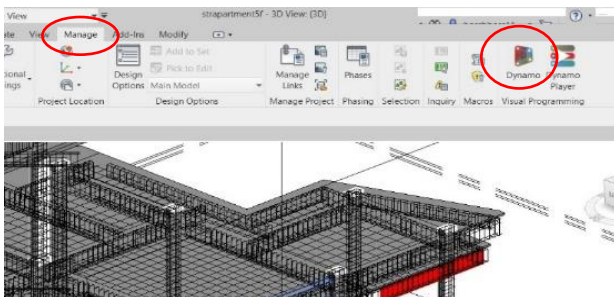 View
strapartment5f - 3D View: {3D}
View Manage Add-Ins Modify
Add to Set
Pick to Edit
Design
Options
Main Model
Manage
Links
Phases
Dynamo
Dynamo
Player
Project Location
Design Options
Manage Project
Phasing
Selection
Inquiry
Macros
Visual Programming